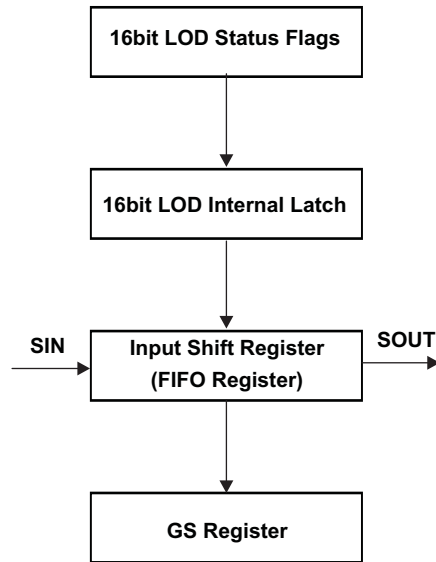 16bit LOD Status Flags
16bit LOD Internal Latch
SIN
Input Shift Register
(FIFO Register)
SOUT
GS Register